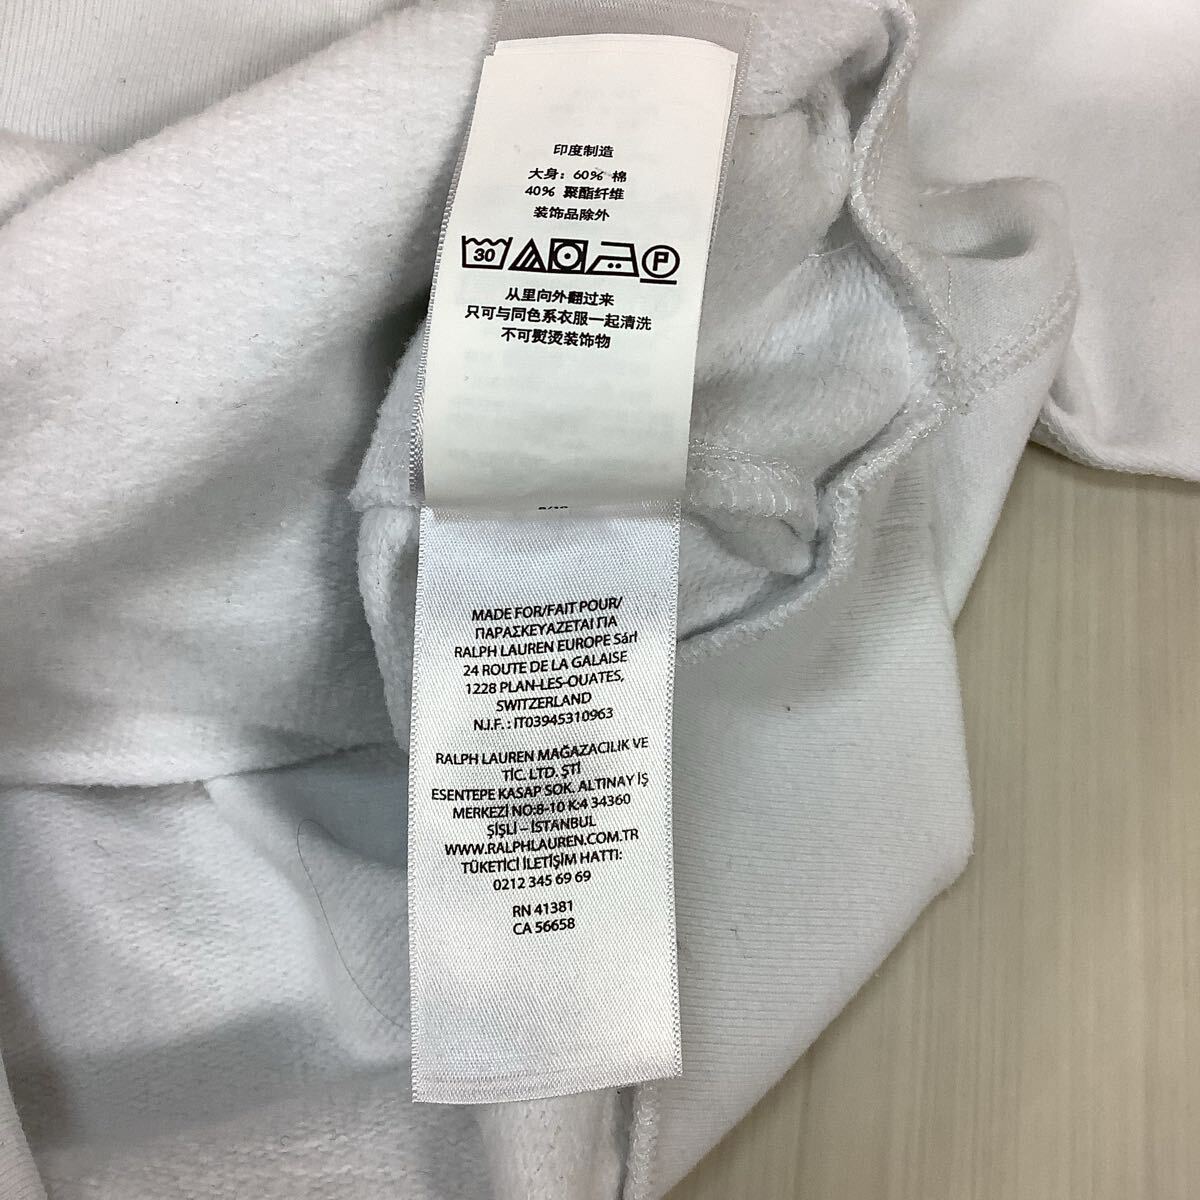 印度制造
大身: 60% 棉
40% 聚酯纤维
装饰品除外
30 P
从里向外翻过来
只可与同色系衣服一起清洗
不可熨烫装饰物
MADE FOR/FAIT POUR/
ΠΑΡΑΣΚΕΥΑΖΕΤΑΙ ΓΙΑ
RALPH LAUREN EUROPE Sárl
24 ROUTE DE LA GALAISE
1228 PLAN-LES-OUATES,
SWITZERLAND
N.I.F. : IT03945310963
RALPH LAUREN MAĞAZACILIK VE
TİC. LTD. ŞTİ
ESENTEPE KASAP SOK. ALTINAY İŞ
MERKEZİ NO:8-10 K:4 34360
ŞİŞLİ – İSTANBUL
WWW.RALPHLAUREN.COM.TR
TÜKETİCİ İLETİŞİM HATTI:
0212 345 69 69
RN 41381
CA 56658